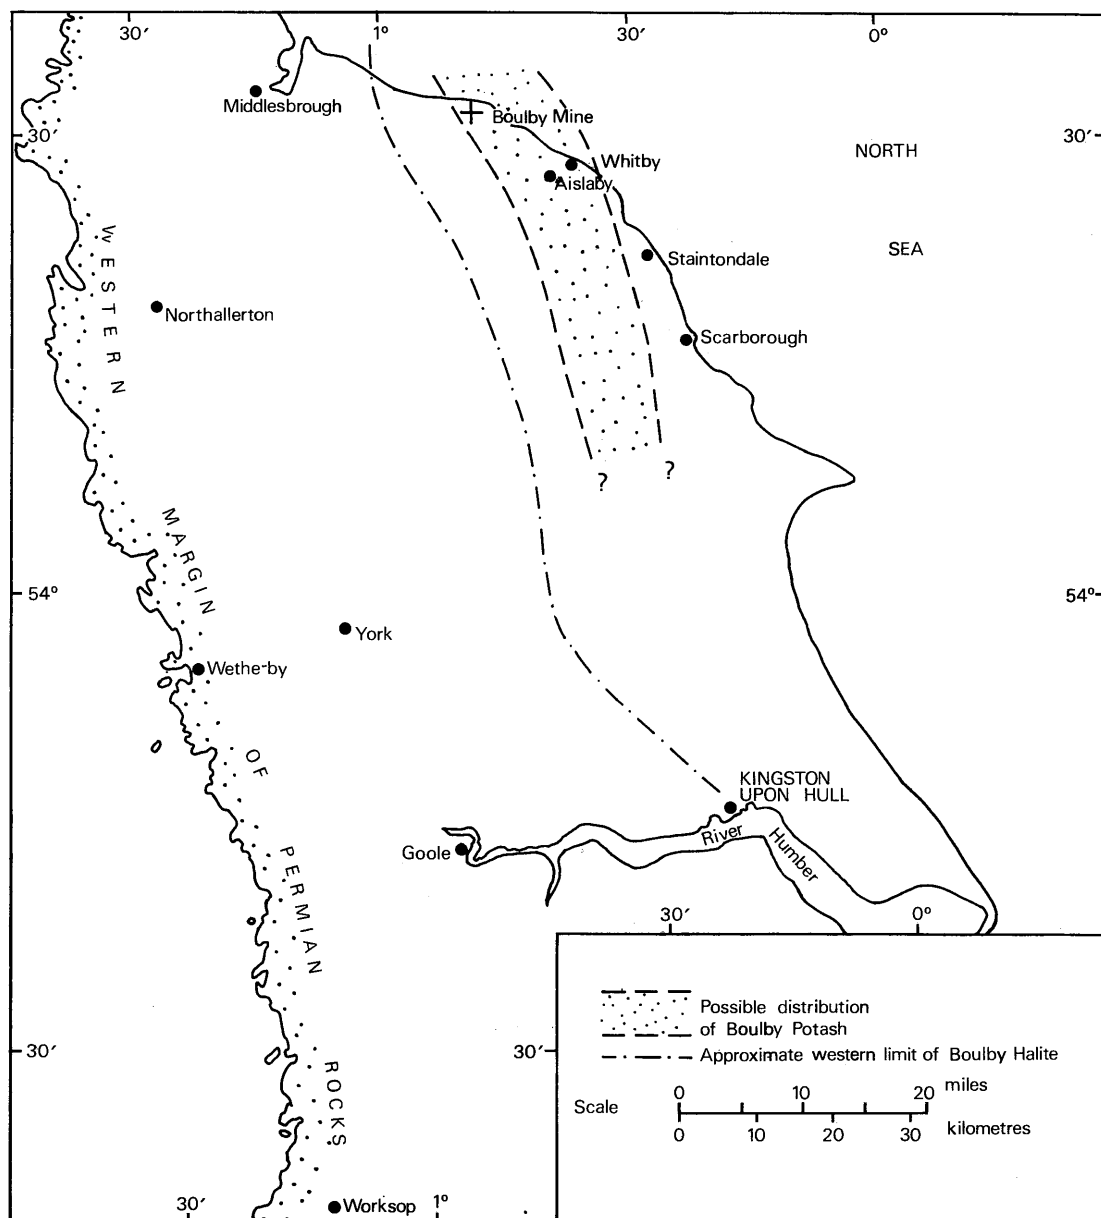 30′ 1° 30′ 0°
Middlesbrough
Boulby Mine
30′
30′
NORTH
Whitby
Aislaby
WESTERN
SEA
Staintondale
Northallerton
Scarborough
? ?
MARGIN
54°
54°
York
Wethe-by
OF
KINGSTON
UPON HULL
River Humber
Goole
PERMIAN
30′ 0°
Possible distribution
of Boulby Potash
30′
30′
Approximate western limit of Boulby Halite
ROCKS
0 10 20 miles
Scale
0 10 20 30 kilometres
30′ 1°
Worksop